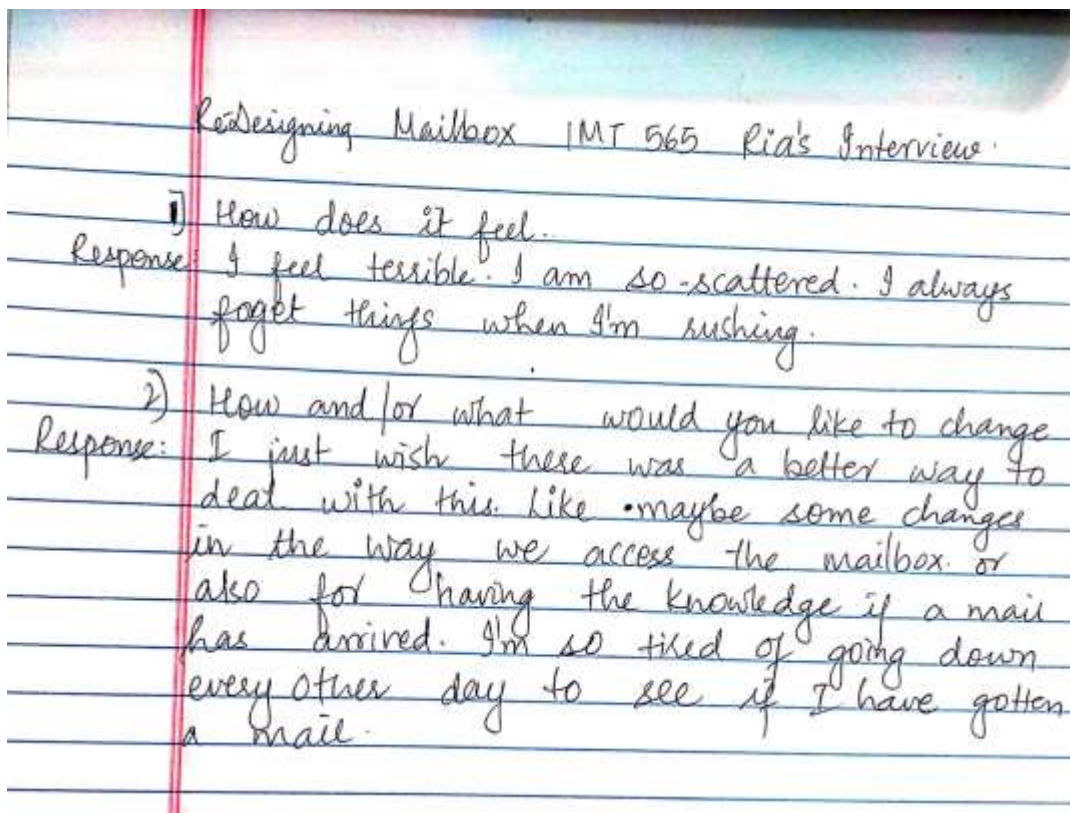 ReDesigning Mailbox IMT 565 Ria's Interview.
1) How does it feel..
Response: I feel terrible. I am so scattered. I always
foget things when I'm rushing.
2) How and/or what would you like to change
Response: I just wish there was a better way to
deal with this. Like maybe some changes
in the way we access the mailbox. or
also for having the knowledge if a mail
has arrived. I'm so tired of going down
every other day to see if I have gotten
a mail.